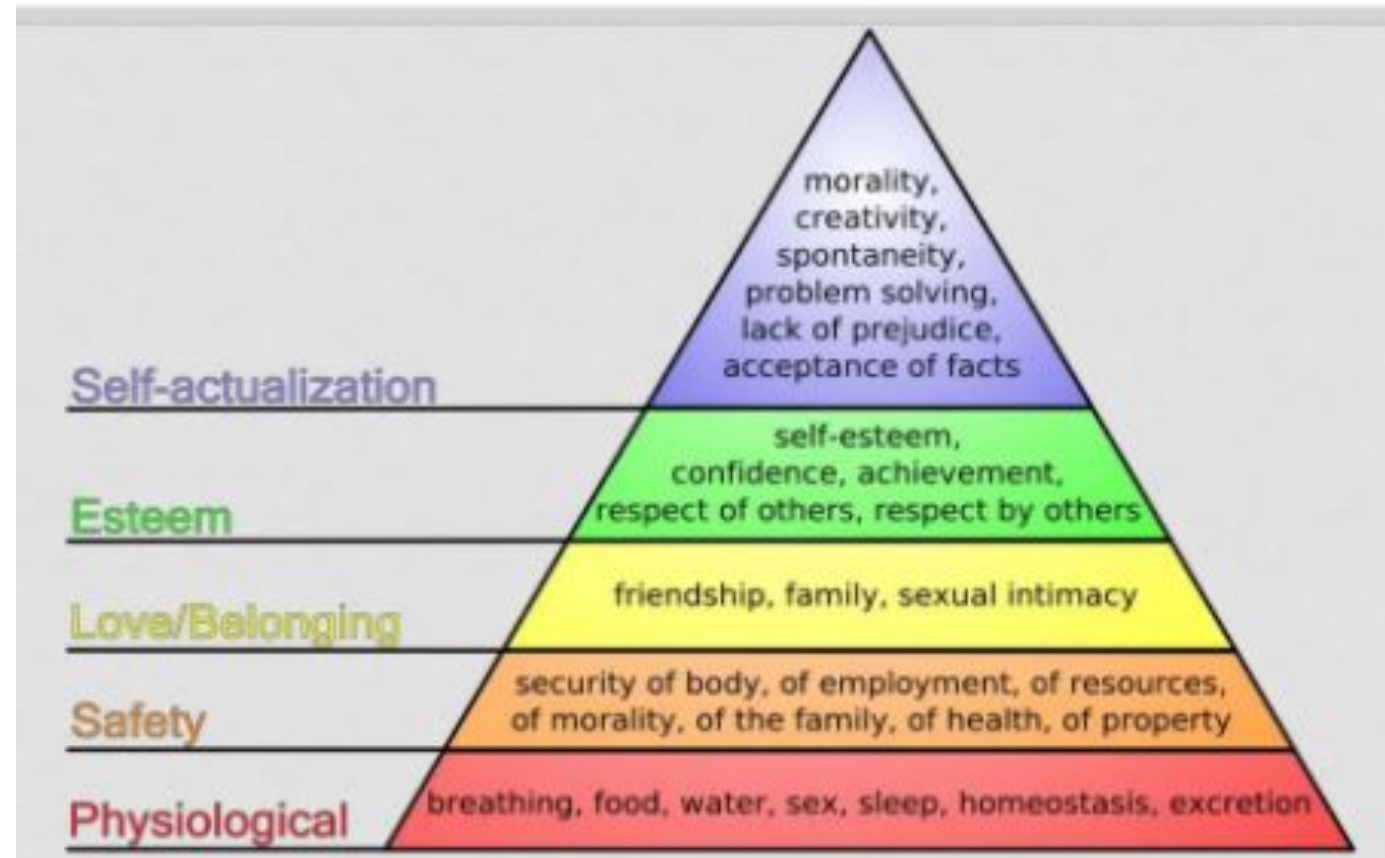 morality,
creativity,
spontaneity,
problem solving,
lack of prejudice,
acceptance of facts
Self-actualization
self-esteem,
confidence, achievement,
respect of others, respect by others
Esteem
friendship, family, sexual intimacy
Love/Belonging
security of body, of employment, of resources,
of morality, of the family, of health, of property
Safety
breathing, food, water, sex, sleep, homeostasis, excretion
Physiological